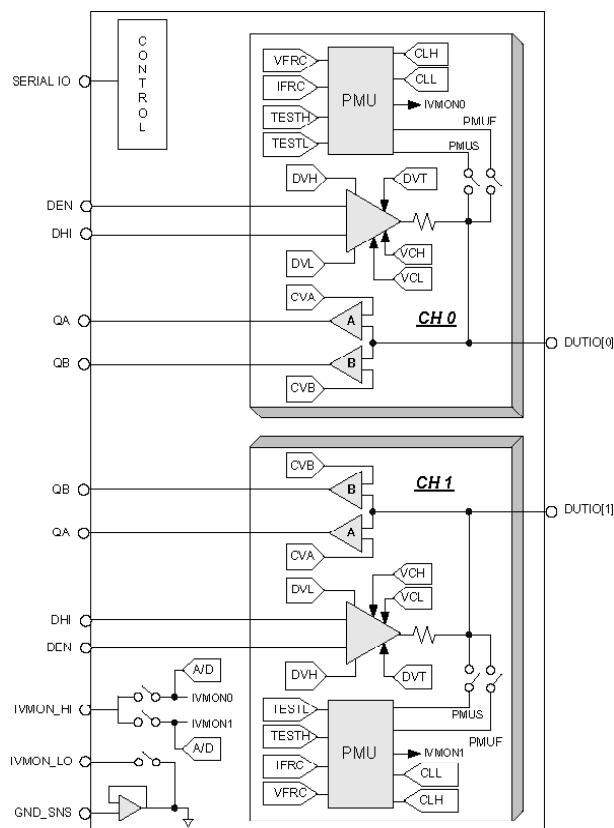 CONTROL
SERIAL IO
VFRC
IFRC
TESTH
TESTL
PMU
CLH
CLL
IVMON0
PMUF
PMUS
DEN
DHI
DVH
DVT
DVL
VCH
VCL
CVA
QA
A
CH 0
QB
B
CVB
DUTIO[0]
CVB
CH 1
QB
B
DUTIO[1]
QA
A
CVA
DVL
VCH
VCL
DHI
DEN
DVH
DVT
A/D
IVMON_HI
IVMON0
IVMON1
A/D
IVMON_LO
GND_SNS
TESTL
TESTH
IFRC
VFRC
PMU
PMUS
PMUF
IVMON1
CLL
CLH